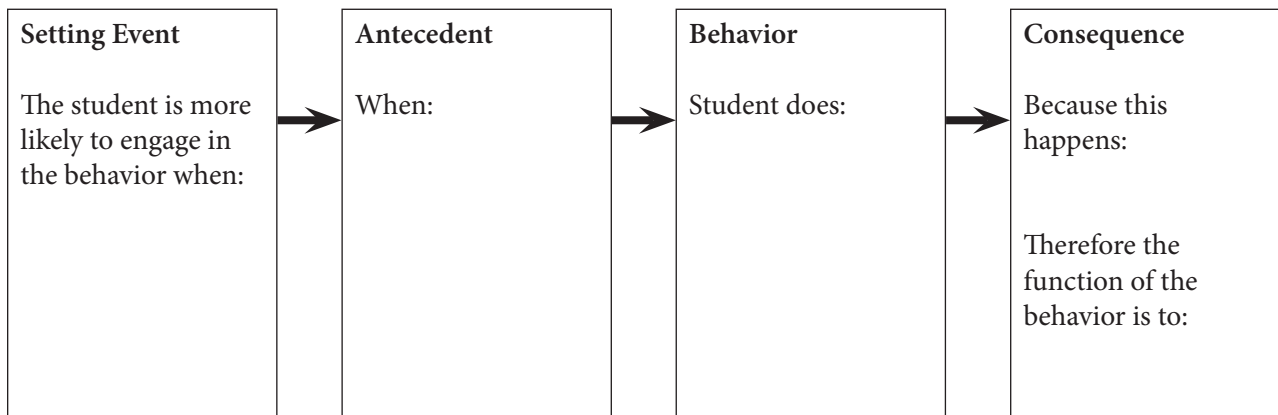 Setting Event
The student is more
likely to engage in
the behavior when:
Antecedent
When:
Behavior
Student does:
Consequence
Because this
happens:
Therefore the
function of the
behavior is to: